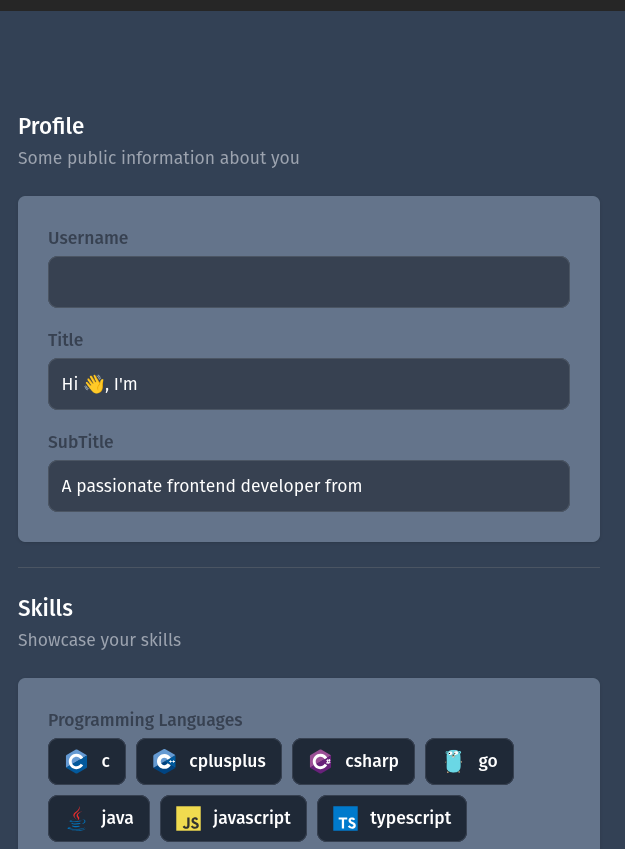 Profile
Some public information about you
Username
Title
Hi 👋, I'm
SubTitle
A passionate frontend developer from
Skills
Showcase your skills
Programming Languages
c cplusplus csharp go
java JS javascript TS typescript